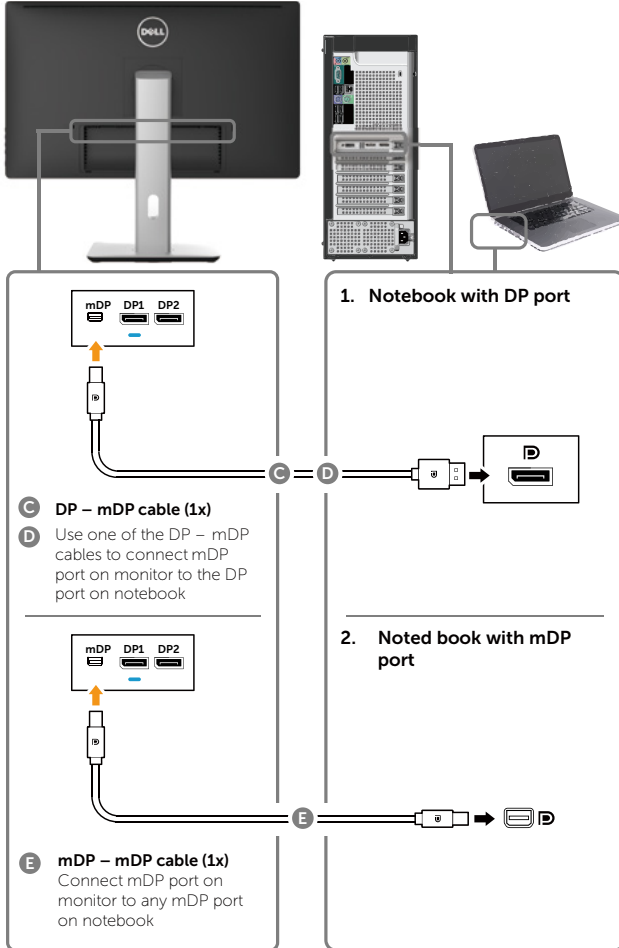 DELL
1. Notebook with DP port
mDP DP1 DP2
C D
C DP – mDP cable (1x)
D Use one of the DP – mDP
cables to connect mDP
port on monitor to the DP
port on notebook
2. Noted book with mDP
port
mDP DP1 DP2
E
E mDP – mDP cable (1x)
Connect mDP port on
monitor to any mDP port
on notebook